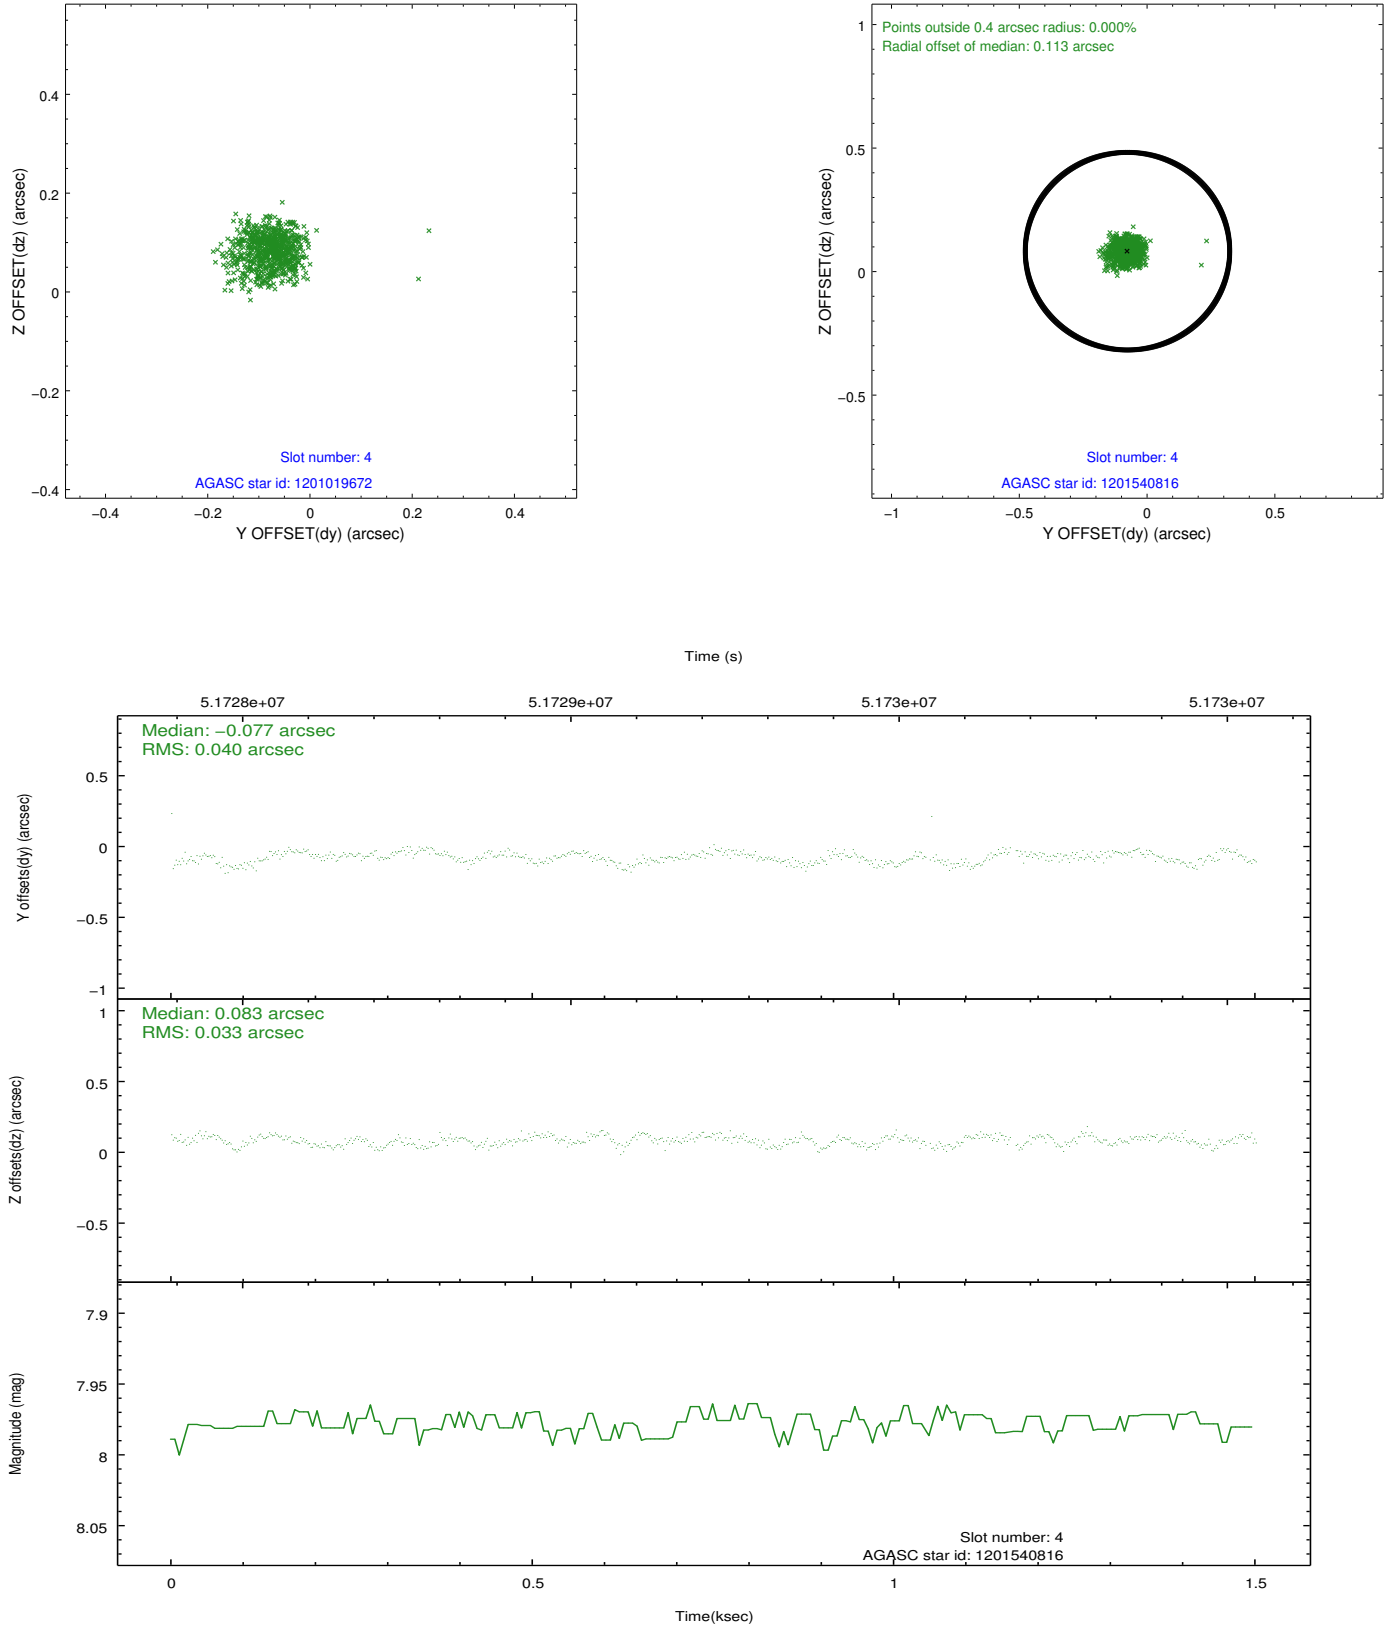 0.4
0.2
0
−0.2
−0.4
Z OFFSET(dz) (arcsec)
Slot number: 4
AGASC star id: 1201019672
−0.4
−0.2
0
0.2
0.4
Y OFFSET(dy) (arcsec)
Points outside 0.4 arcsec radius: 0.000%
Radial offset of median: 0.113 arcsec
1
0.5
0
−0.5
Z OFFSET(dz) (arcsec)
Slot number: 4
AGASC star id: 1201540816
−1
−0.5
0
0.5
Y OFFSET(dy) (arcsec)
Time (s)
5.1728e+07
5.1729e+07
5.173e+07
5.173e+07
Median: −0.077 arcsec
RMS: 0.040 arcsec
0.5
0
−0.5
−1
Y offsets(dy) (arcsec)
Median: 0.083 arcsec
RMS: 0.033 arcsec
1
0.5
0
−0.5
Z offsets(dz) (arcsec)
7.9
7.95
8
8.05
Magnitude (mag)
Slot number: 4
AGASC star id: 1201540816
0
0.5
1
1.5
Time(ksec)